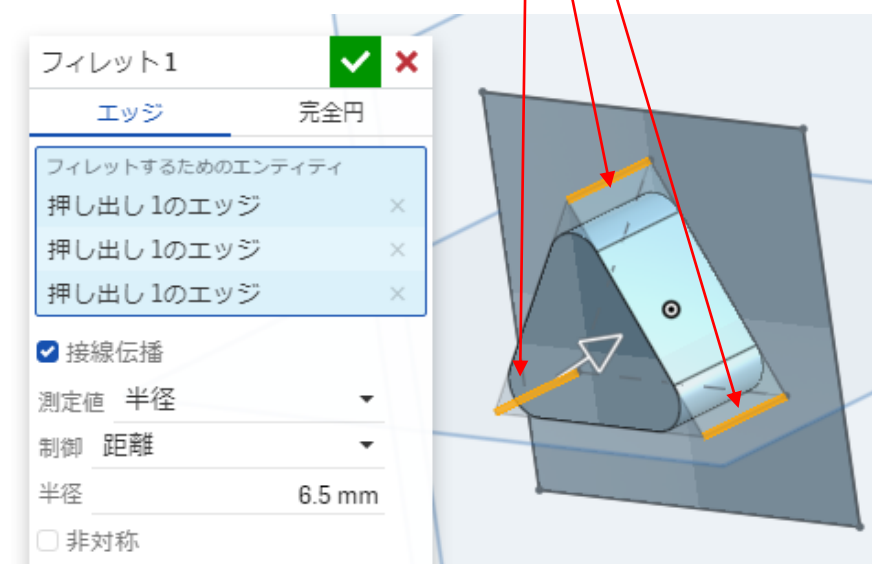 フィレット1
エッジ
完全円
フィレットするためのエンティティ
押し出し 1のエッジ
押し出し 1のエッジ
押し出し 1のエッジ
接線伝播
測定値 半径
制御 距離
半径 6.5 mm
非対称